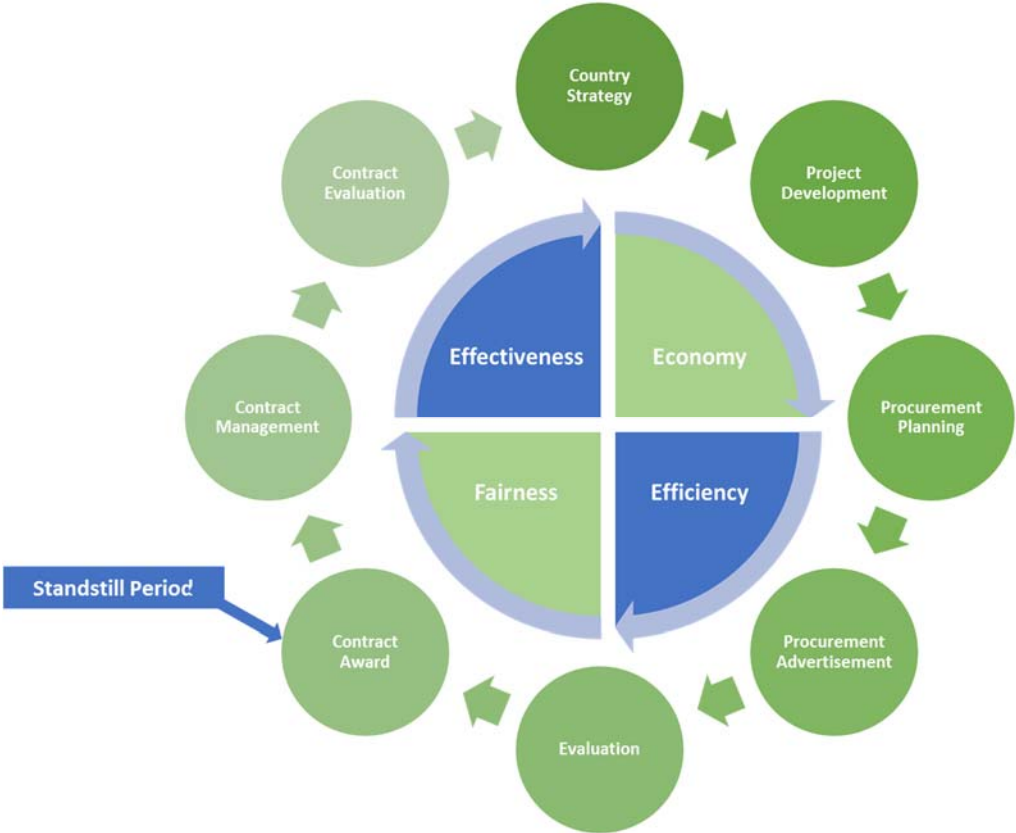 Country
Strategy
Project
Development
Procurement
Planning
Procurement
Advertisement
Evaluation
Contract
Award
Contract
Management
Contract
Evaluation
Effectiveness
Economy
Fairness
Efficiency
Standstill Period